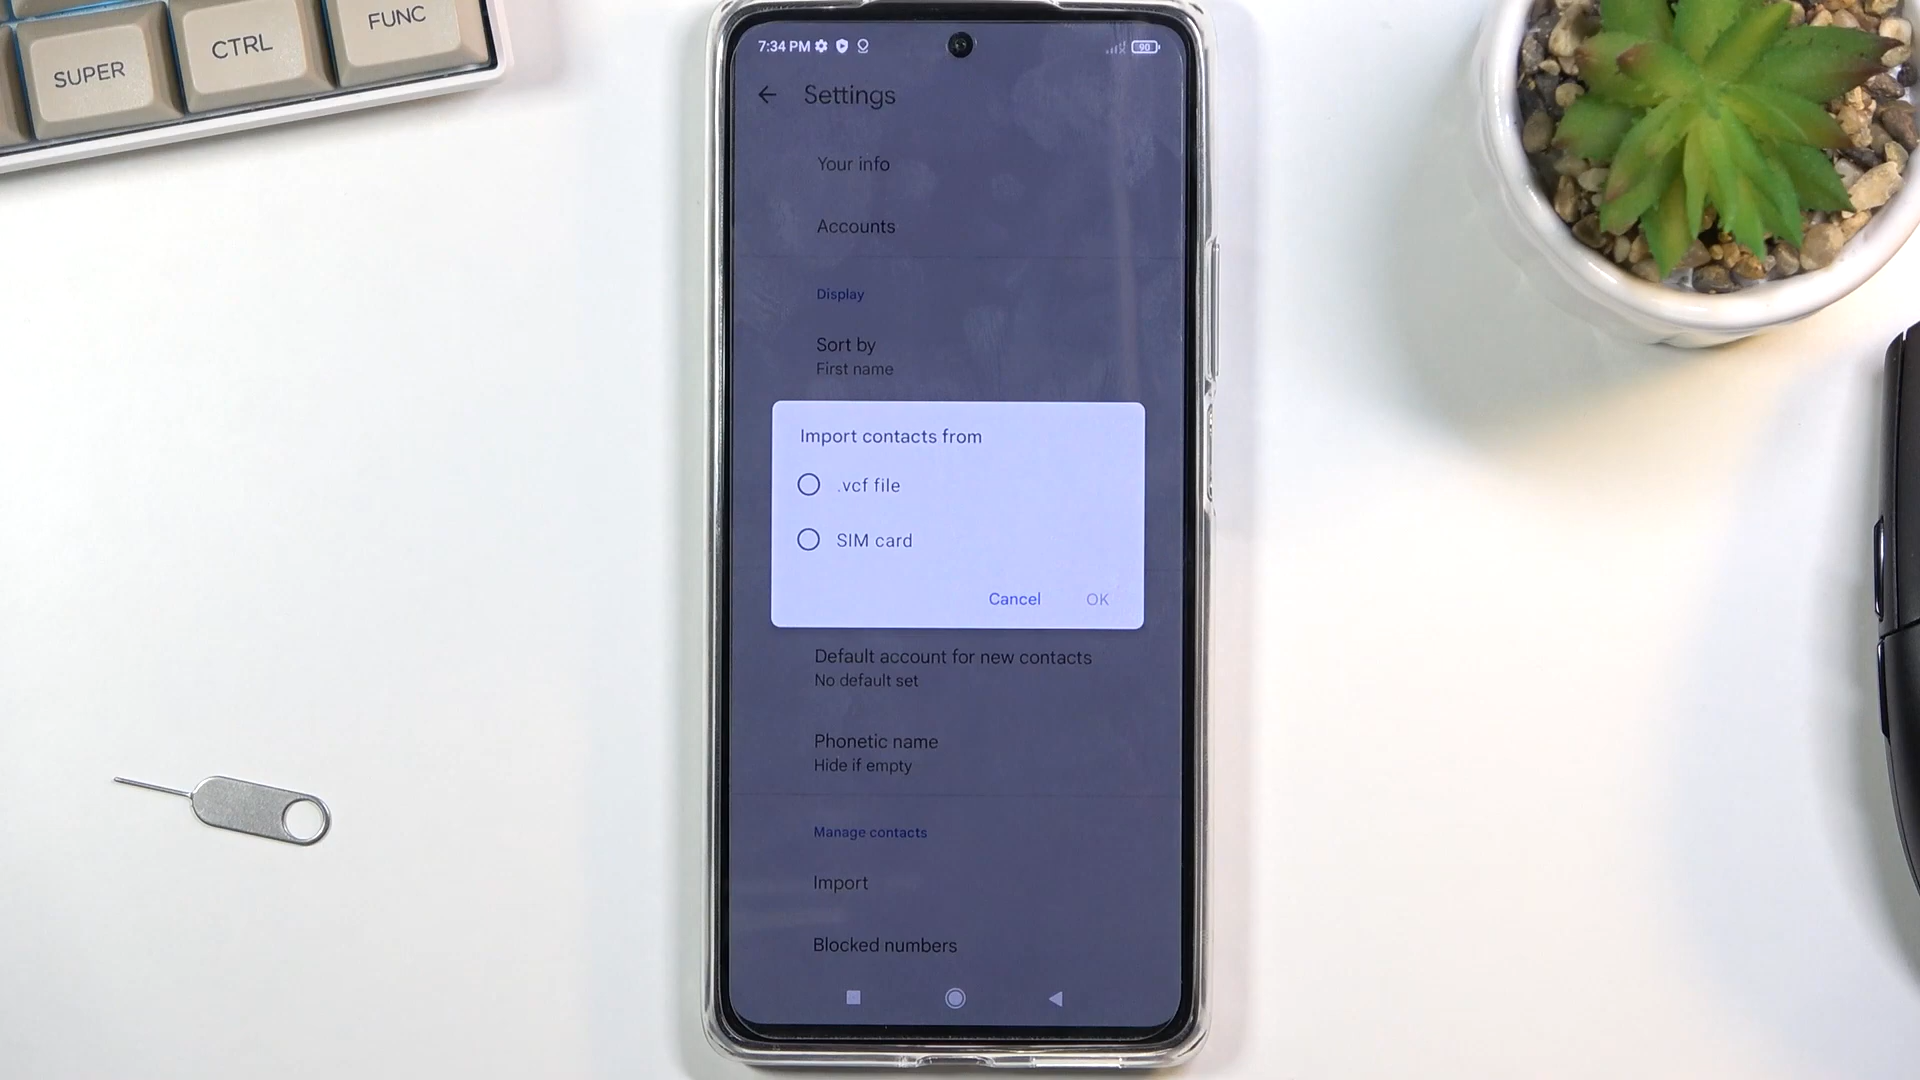 SUPER
CTRL
FUNC
7:34 PM
90
Settings
Your info
Accounts
Display
Sort by
First name
Import contacts from
.vcf file
SIM card
Cancel
OK
Default account for new contacts
No default set
Phonetic name
Hide if empty
Manage contacts
Import
Blocked numbers